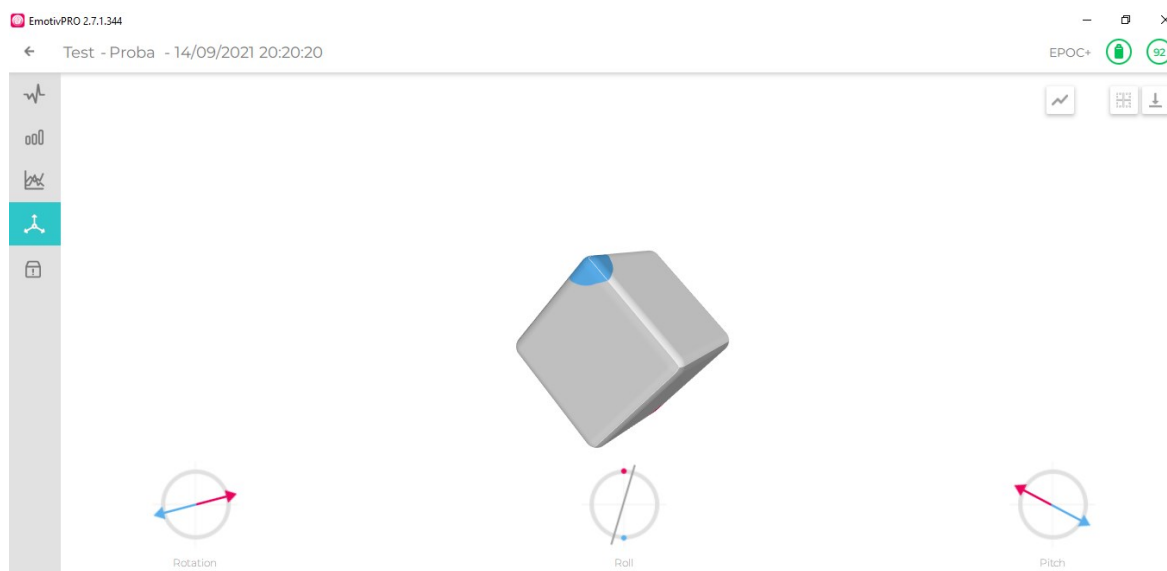 EmotivPRO 2.7.1.344
Test - Proba - 14/09/2021 20:20:20
EPOC+
92
Rotation
Roll
Pitch